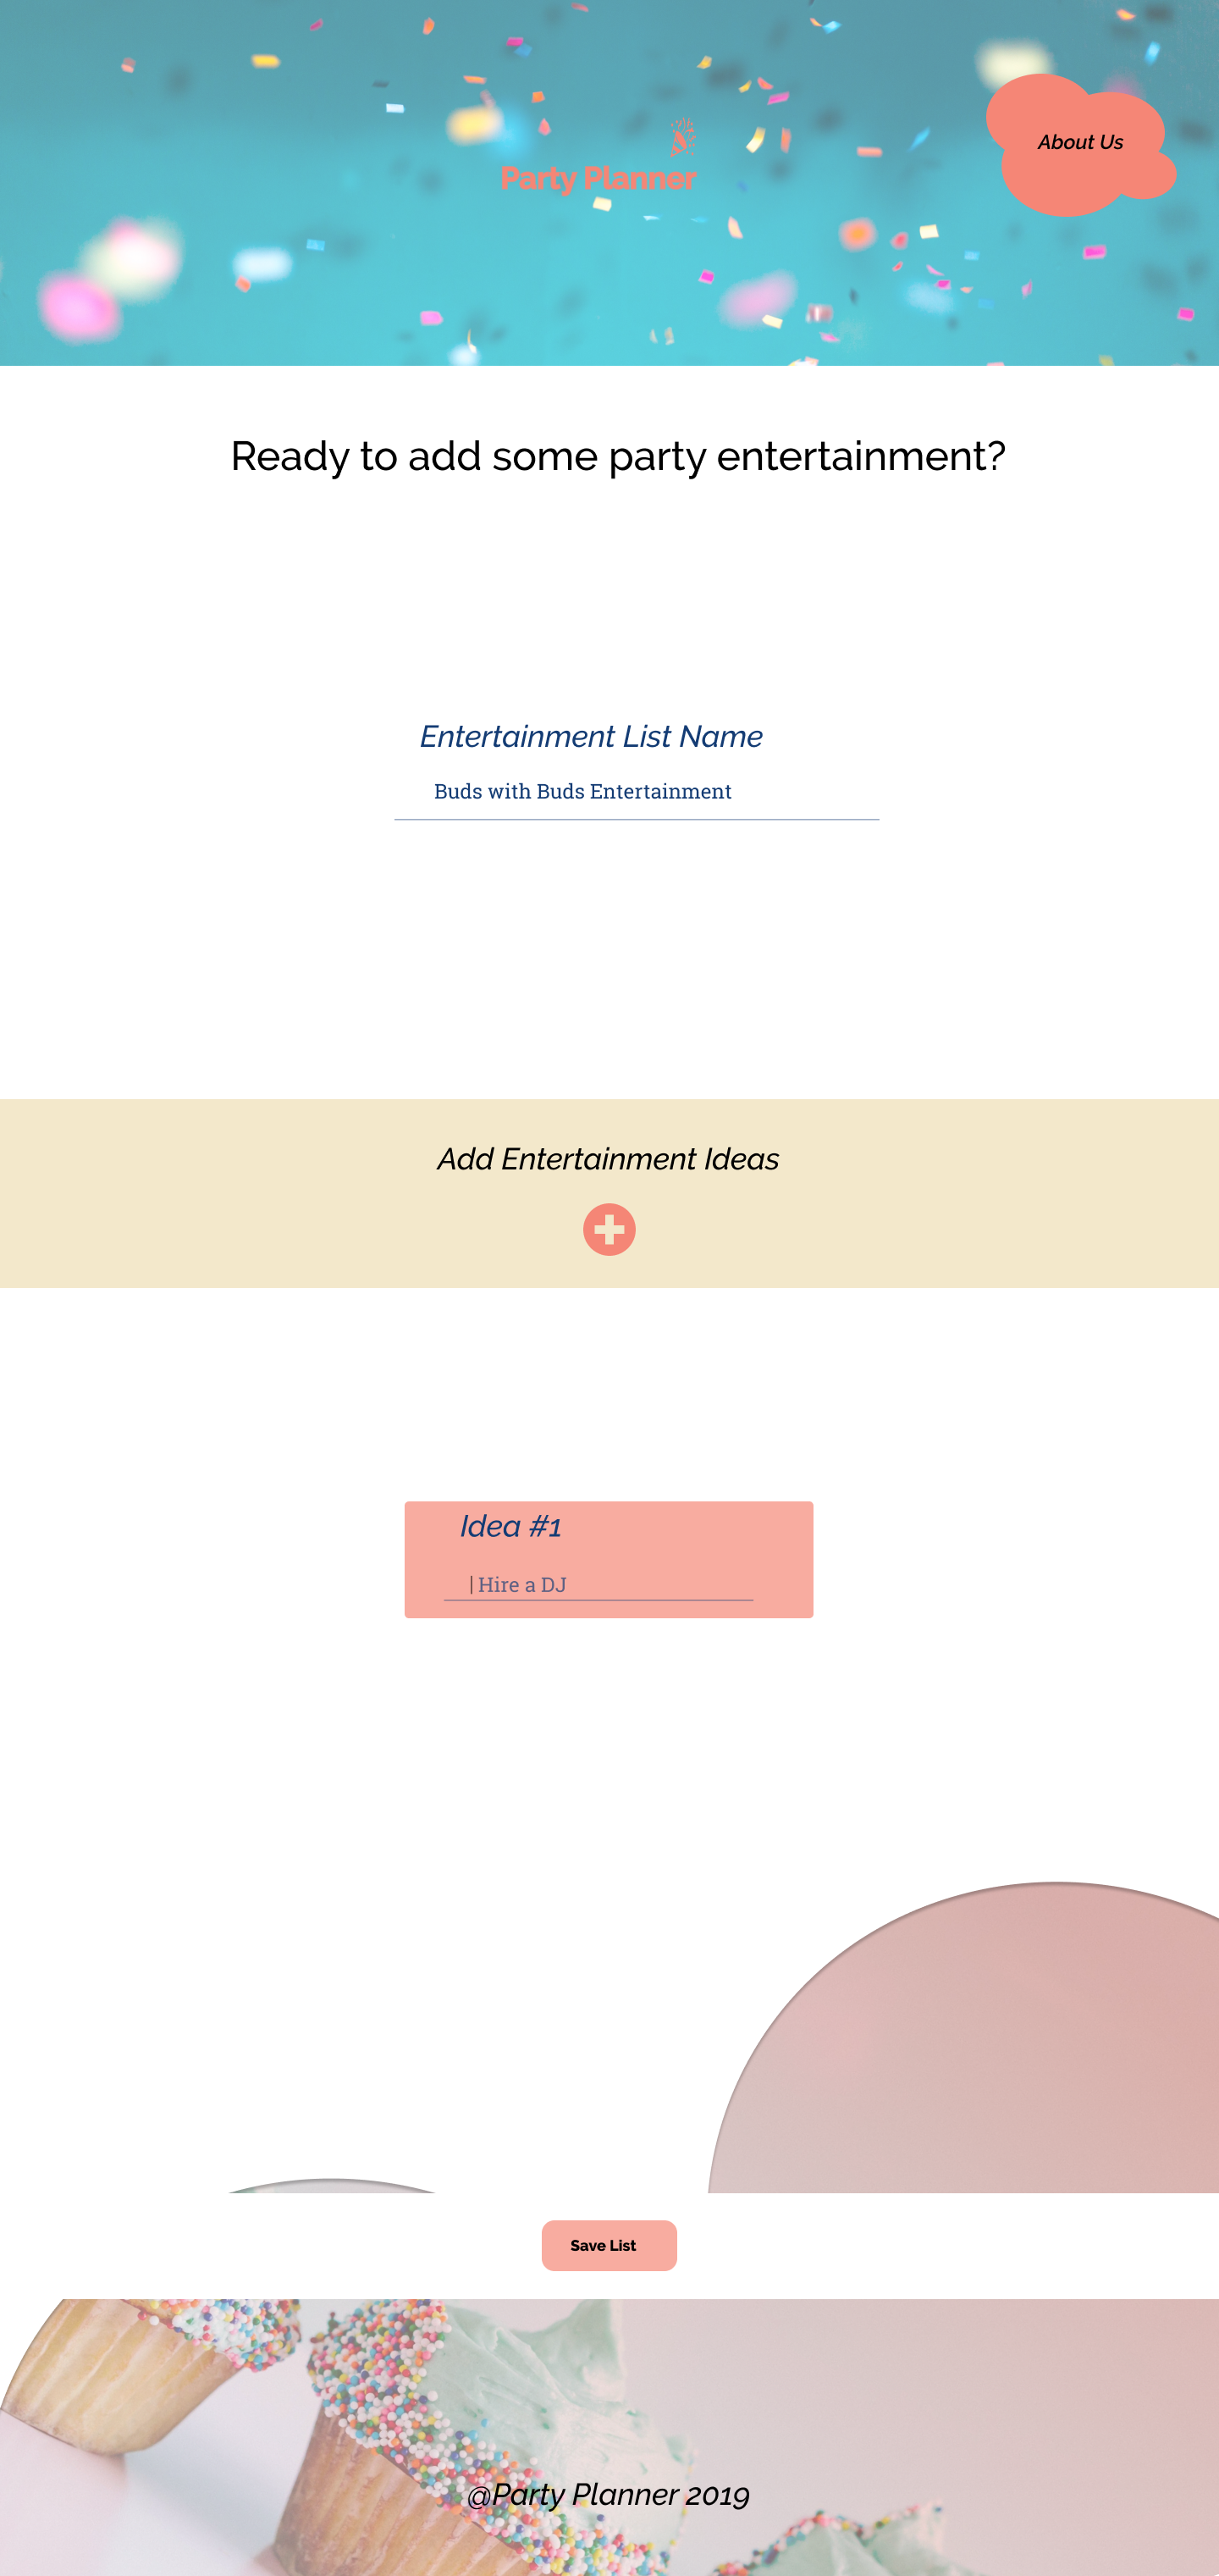 Party Planner
About Us
Ready to add some party entertainment?
Entertainment List Name
Buds with Buds Entertainment
Add Entertainment Ideas
Idea #1
Hire a DJ
Save List
@Party Planner 2019